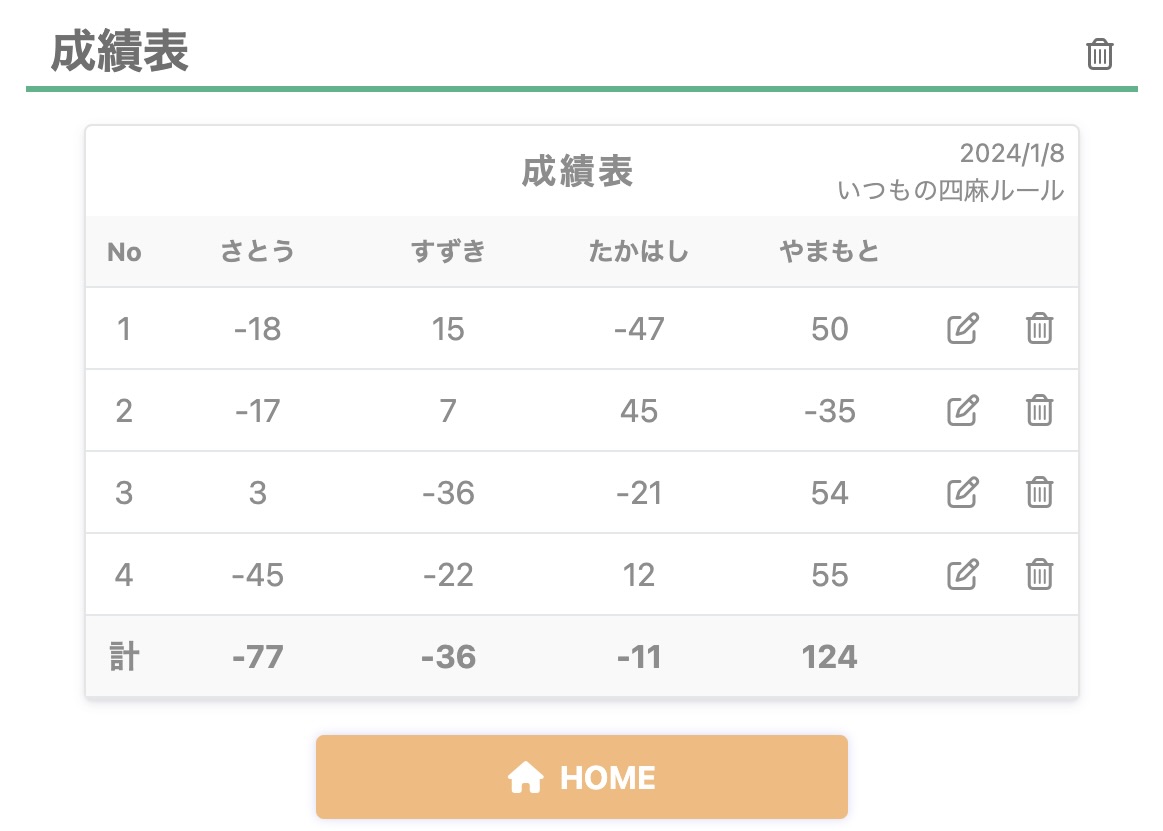 成績表
成績表
2024/1/8
いつもの四麻ルール
No さとう すずき たかはし やまもと
1 -18 15 -47 50
2 -17 7 45 -35
3 3 -36 -21 54
4 -45 -22 12 55
計 -77 -36 -11 124
HOME